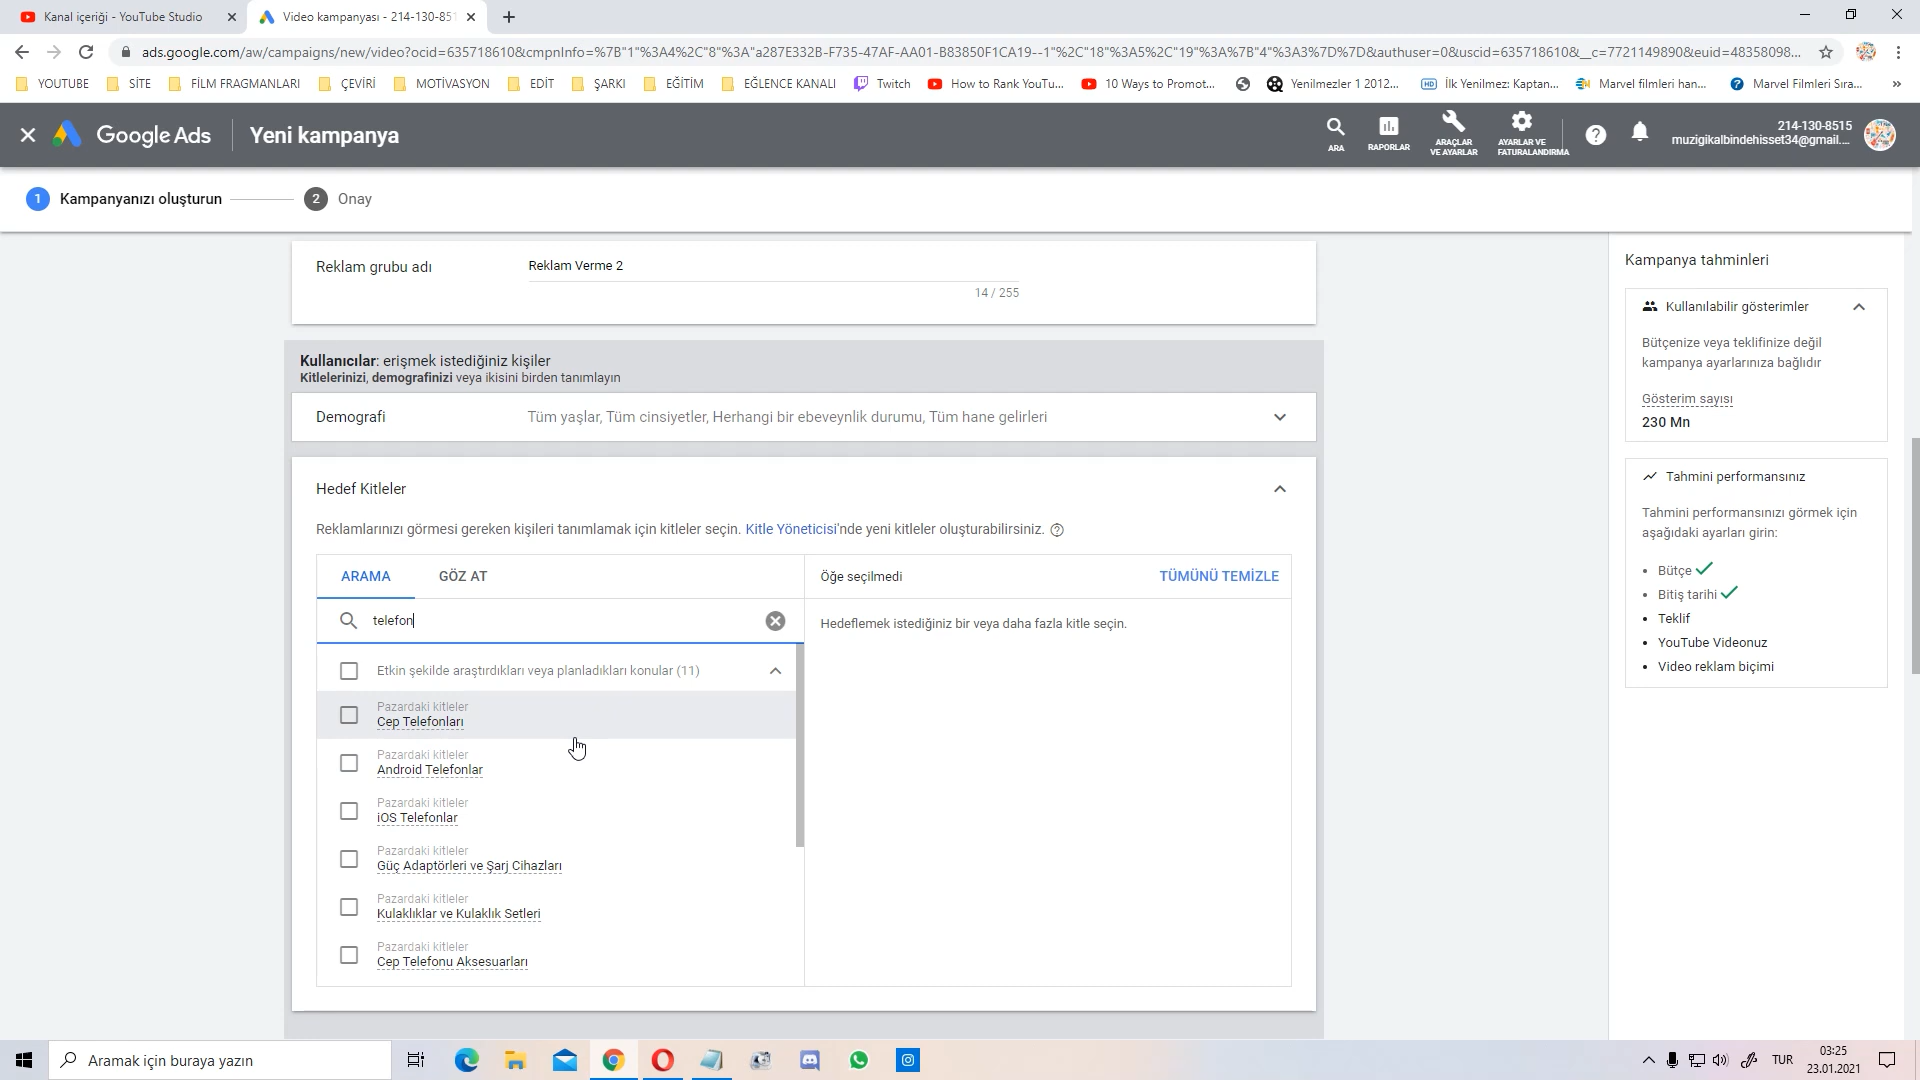 Kanal içeriği - YouTube Studio
Video kampanyası - 214-130-851
ads.google.com/aw/campaigns/new/video?ocid=635718610&cmpnInfo=%7B"1"%3A4%2C"8"%3A"a287E332B-F735-47AF-AA01-B83850F1CA19--1"%2C"18"%3A5%2C"19"%3A%7B"4"%3A3%7D%7D&authuser=0&uscid=635718610&__c=7721149890&euid=48358098...
YOUTUBE
SİTE
FİLM FRAGMANLARI
ÇEVİRİ
MOTİVASYON
EDİT
ŞARKI
EĞİTİM
EĞLENCE KANALI
Twitch
How to Rank YouTu...
10 Ways to Promot...
Yenilmezler 1 2012...
İlk Yenilmez: Kaptan...
Marvel filmleri han...
Marvel Filmleri Sıra...
Google Ads
Yeni kampanya
ARA
RAPORLAR
ARAÇLAR
VE AYARLAR
AYARLAR VE
FATURALANDIRMA
214-130-8515
muzigikalbindehisset34@gmail....
1 Kampanyanızı oluşturun
2 Onay
Reklam grubu adı
Reklam Verme 2
14 / 255
Kullanıcılar: erişmek istediğiniz kişiler
Kitlelerinizi, demografinizi veya ikisini birden tanımlayın
Demografi
Tüm yaşlar, Tüm cinsiyetler, Herhangi bir ebeveynlik durumu, Tüm hane gelirleri
Hedef Kitleler
Reklamlarınızı görmesi gereken kişileri tanımlamak için kitleler seçin. Kitle Yöneticisi'nde yeni kitleler oluşturabilirsiniz.
ARAMA
GÖZ AT
Öğe seçilmedi
TÜMÜNÜ TEMİZLE
telefon
Hedeflemek istediğiniz bir veya daha fazla kitle seçin.
Etkin şekilde araştırdıkları veya planladıkları konular (11)
Pazardaki kitleler
Cep Telefonları
Pazardaki kitleler
Android Telefonlar
Pazardaki kitleler
iOS Telefonlar
Pazardaki kitleler
Güç Adaptörleri ve Şarj Cihazları
Pazardaki kitleler
Kulaklıklar ve Kulaklık Setleri
Pazardaki kitleler
Cep Telefonu Aksesuarları
Kampanya tahminleri
Kullanılabilir gösterimler
Bütçenize veya teklifinize değil
kampanya ayarlarınıza bağlıdır
Gösterim sayısı
230 Mn
Tahmini performansınız
Tahmini performansınızı görmek için
aşağıdaki ayarları girin:
• Bütçe
• Bitiş tarihi
• Teklif
• YouTube Videonuz
• Video reklam biçimi
Aramak için buraya yazın
TUR
03:25
23.01.2021